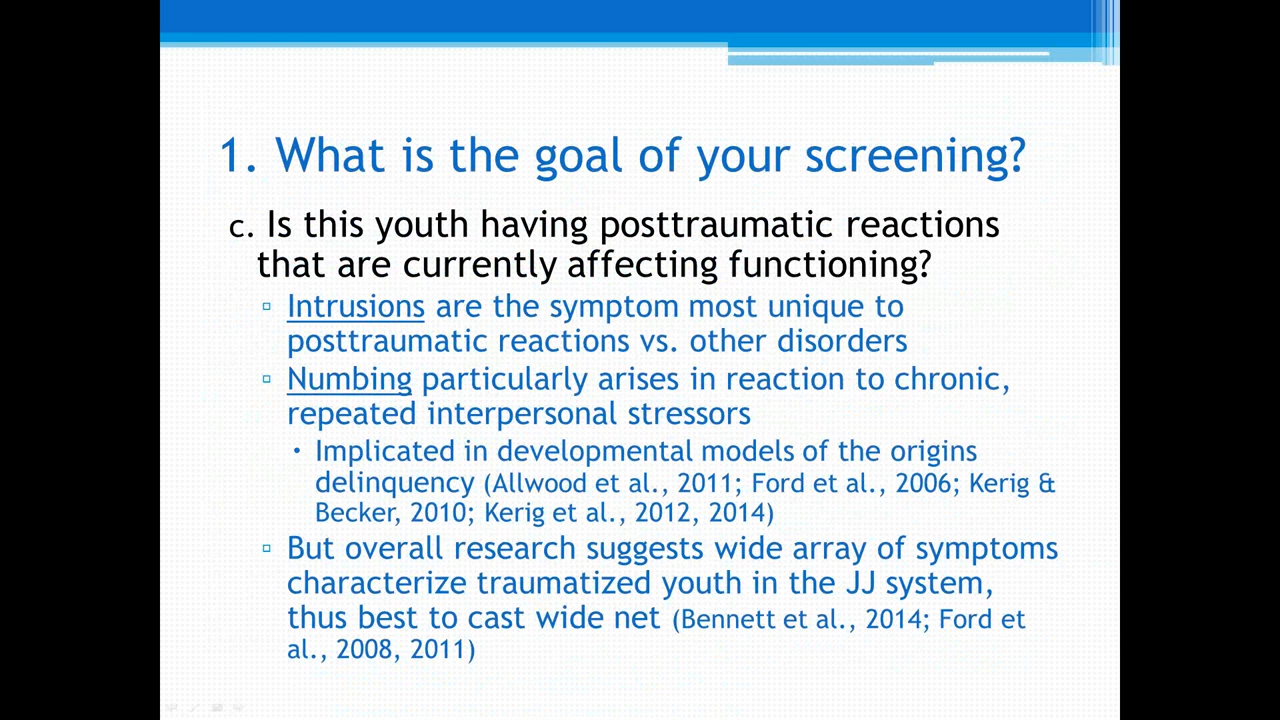 1. What is the goal of your screening?
c. Is this youth having posttraumatic reactions
that are currently affecting functioning?
▫ Intrusions are the symptom most unique to
posttraumatic reactions vs. other disorders
▫ Numbing particularly arises in reaction to chronic,
repeated interpersonal stressors
• Implicated in developmental models of the origins
delinquency (Allwood et al., 2011; Ford et al., 2006; Kerig &
Becker, 2010; Kerig et al., 2012, 2014)
▫ But overall research suggests wide array of symptoms
characterize traumatized youth in the JJ system,
thus best to cast wide net (Bennett et al., 2014; Ford et
al., 2008, 2011)